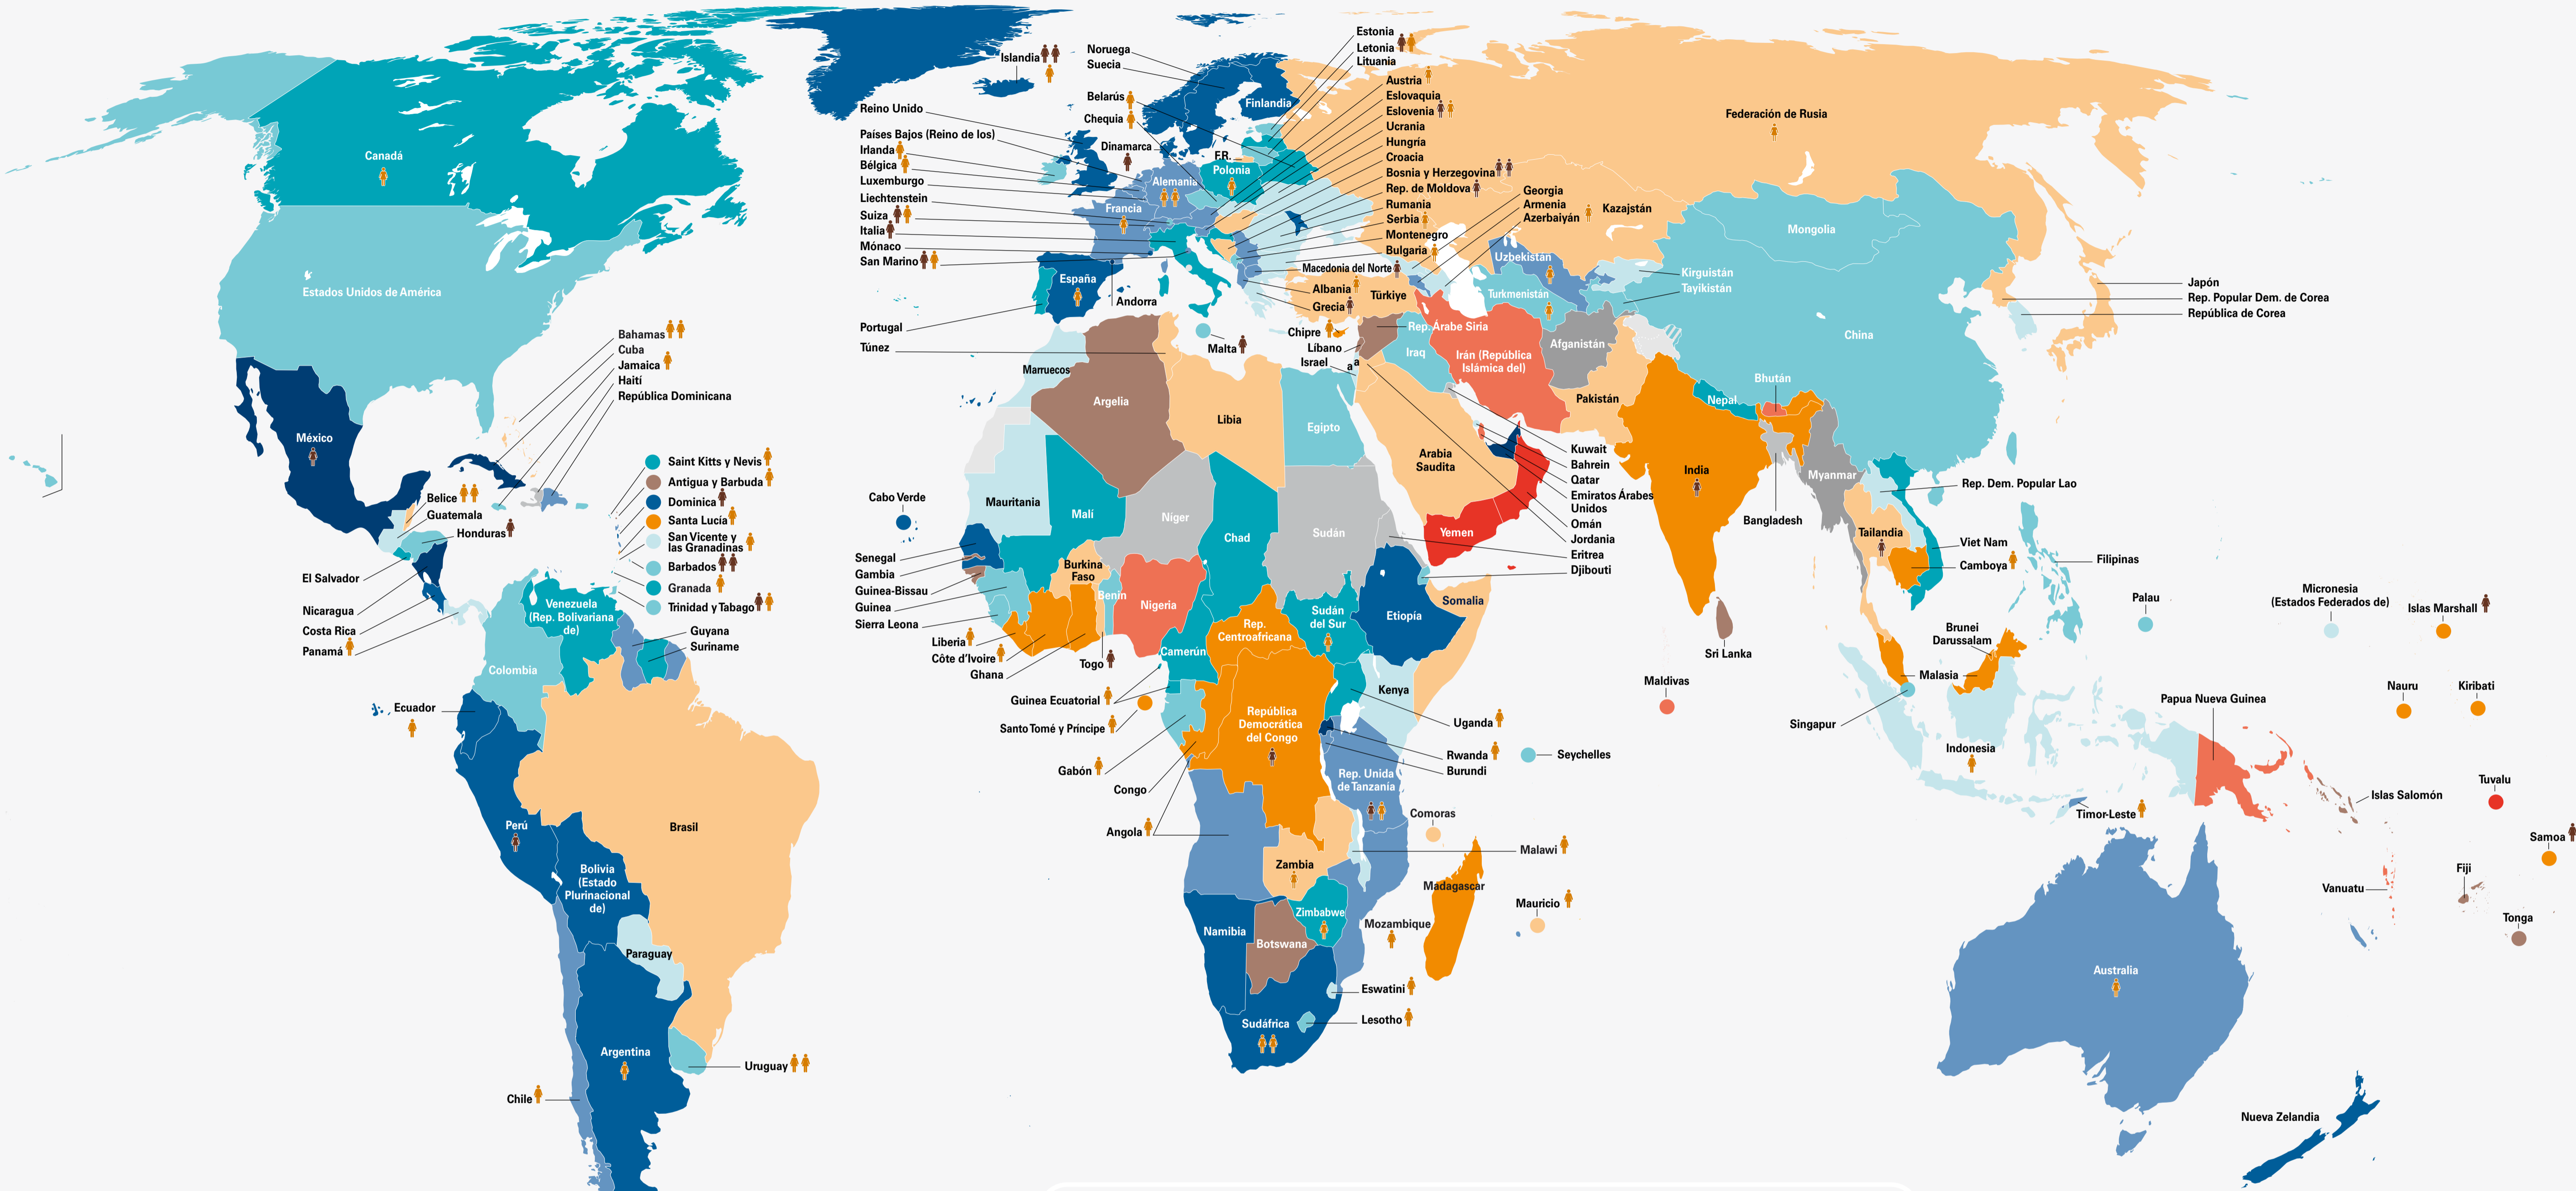 Canadá
Estados Unidos de América
México
Bahamas
Cuba
Jamaica
Haití
República Dominicana
Belice
Guatemala
Honduras
El Salvador
Nicaragua
Costa Rica
Panamá
Saint Kitts y Nevis
Antigua y Barbuda
Dominica
Santa Lucía
San Vicente y
las Granadinas
Barbados
Granada
Trinidad y Tabago
Venezuela
(Rep. Bolivariana
de)
Guyana
Suriname
Colombia
Ecuador
Perú
Brasil
Bolivia
(Estado
Plurinacional
de)
Paraguay
Argentina
Uruguay
Chile
Islandia
Noruega
Suecia
Finlandia
Belarús
Chequia
Dinamarca
Reino Unido
Países Bajos (Reino de los)
Irlanda
Bélgica
Luxemburgo
Liechtenstein
Suiza
Italia
Mónaco
San Marino
Alemania
Francia
F.R.
Polonia
España
Andorra
Portugal
Túnez
Malta
Estonia
Letonia
Lituania
Austria
Eslovaquia
Eslovenia
Ucrania
Hungría
Croacia
Bosnia y Herzegovina
Rep. de Moldova
Rumania
Serbia
Montenegro
Bulgaria
Macedonia del Norte
Albania
Grecia
Türkiye
Chipre
Líbano
Israel
a
a
Georgia
Armenia
Azerbaiyán
Kazajstán
Federación de Rusia
Uzbekistán
Turkmenistán
Kirguistán
Tayikistán
Mongolia
China
Japón
Rep. Popular Dem. de Corea
República de Corea
Rep. Árabe Siria
Iraq
Irán (República
Islámica del)
Afganistán
Pakistán
Nepal
Bhután
India
Bangladesh
Myanmar
Sri Lanka
Maldivas
Kuwait
Bahrein
Qatar
Emiratos Árabes
Unidos
Omán
Jordania
Eritrea
Djibouti
Arabia
Saudita
Yemen
Marruecos
Argelia
Libia
Egipto
Mauritania
Malí
Níger
Chad
Sudán
Cabo Verde
Senegal
Gambia
Guinea-Bissau
Guinea
Sierra Leona
Liberia
Côte d'Ivoire
Ghana
Togo
Burkina
Faso
Benin
Nigeria
Camerún
Rep.
Centroafricana
Sudán
del Sur
Etiopía
Somalia
Kenya
Guinea Ecuatorial
Santo Tomé y Príncipe
Gabón
Congo
Angola
República
Democrática
del Congo
Uganda
Rwanda
Burundi
Rep. Unida
de Tanzanía
Seychelles
Comoras
Malawi
Zambia
Madagascar
Mauricio
Zimbabwe
Mozambique
Namibia
Botswana
Eswatini
Lesotho
Sudáfrica
Rep. Dem. Popular Lao
Tailandia
Viet Nam
Camboya
Filipinas
Brunei
Darussalam
Malasia
Singapur
Indonesia
Timor-Leste
Palau
Micronesia
(Estados Federados de)
Islas Marshall
Nauru
Kiribati
Papua Nueva Guinea
Islas Salomón
Tuvalu
Samoa
Vanuatu
Fiji
Tonga
Australia
Nueva Zelandia